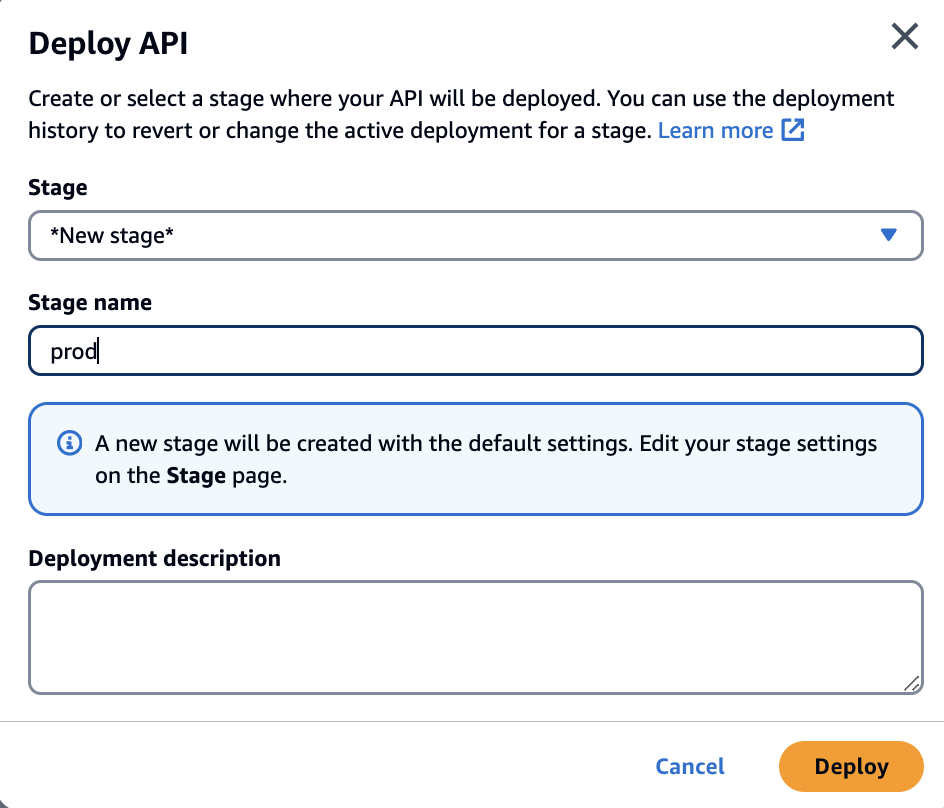 Deploy API
Create or select a stage where your API will be deployed. You can use the deployment
history to revert or change the active deployment for a stage. Learn more
Stage
*New stage*
Stage name
prod
A new stage will be created with the default settings. Edit your stage settings
on the Stage page.
Deployment description
Cancel
Deploy